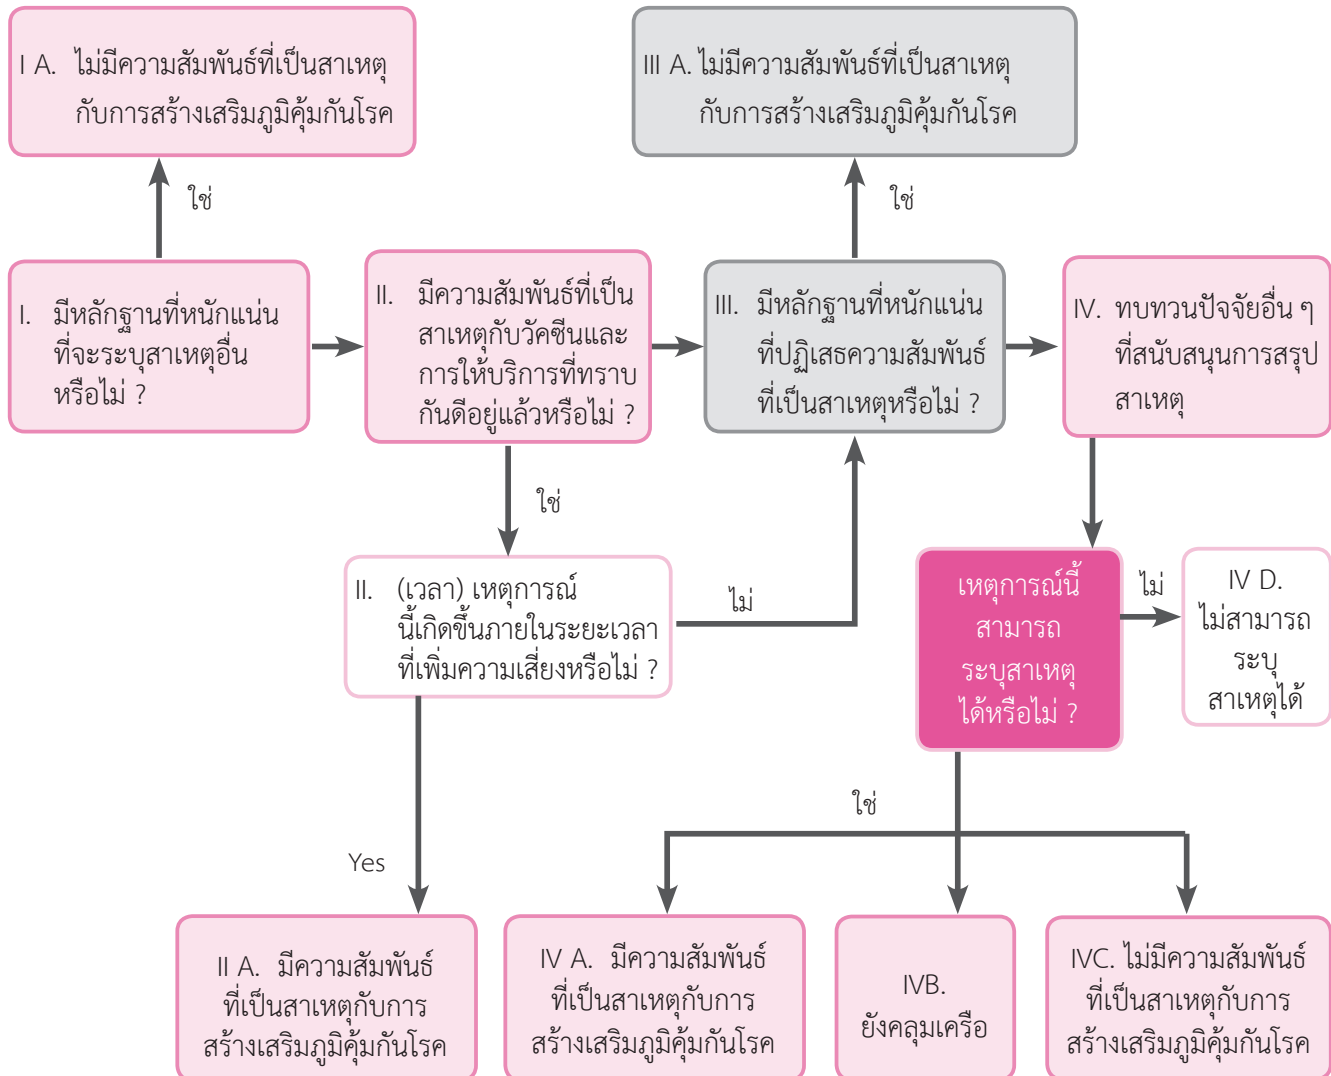 I A. ไม่มีความสัมพันธ์ที่เป็นสาเหตุ
กับการสร้างเสริมภูมิคุ้มกันโรค
III A. ไม่มีความสัมพันธ์ที่เป็นสาเหตุ
กับการสร้างเสริมภูมิคุ้มกันโรค
ใช่
ใช่
I. มีหลักฐานที่หนักแน่น
ที่จะระบุสาเหตุอื่น
หรือไม่ ?
II. มีความสัมพันธ์ที่เป็น
สาเหตุกับวัคซีนและ
การให้บริการที่ทราบ
กันดีอยู่แล้วหรือไม่ ?
III. มีหลักฐานที่หนักแน่น
ที่ปฏิเสธความสัมพันธ์
ที่เป็นสาเหตุหรือไม่ ?
IV. ทบทวนปัจจัยอื่น ๆ
ที่สนับสนุนการสรุป
สาเหตุ
ใช่
II. (เวลา) เหตุการณ์
นี้เกิดขึ้นภายในระยะเวลา
ที่เพิ่มความเสี่ยงหรือไม่ ?
ไม่
เหตุการณ์นี้
สามารถ
ระบุสาเหตุ
ได้หรือไม่ ?
ไม่
IV D.
ไม่สามารถ
ระบุ
สาเหตุได้
ใช่
Yes
II A. มีความสัมพันธ์
ที่เป็นสาเหตุกับการ
สร้างเสริมภูมิคุ้มกันโรค
IV A. มีความสัมพันธ์
ที่เป็นสาเหตุกับการ
สร้างเสริมภูมิคุ้มกันโรค
IVB.
ยังคลุมเครือ
IVC. ไม่มีความสัมพันธ์
ที่เป็นสาเหตุกับการ
สร้างเสริมภูมิคุ้มกันโรค